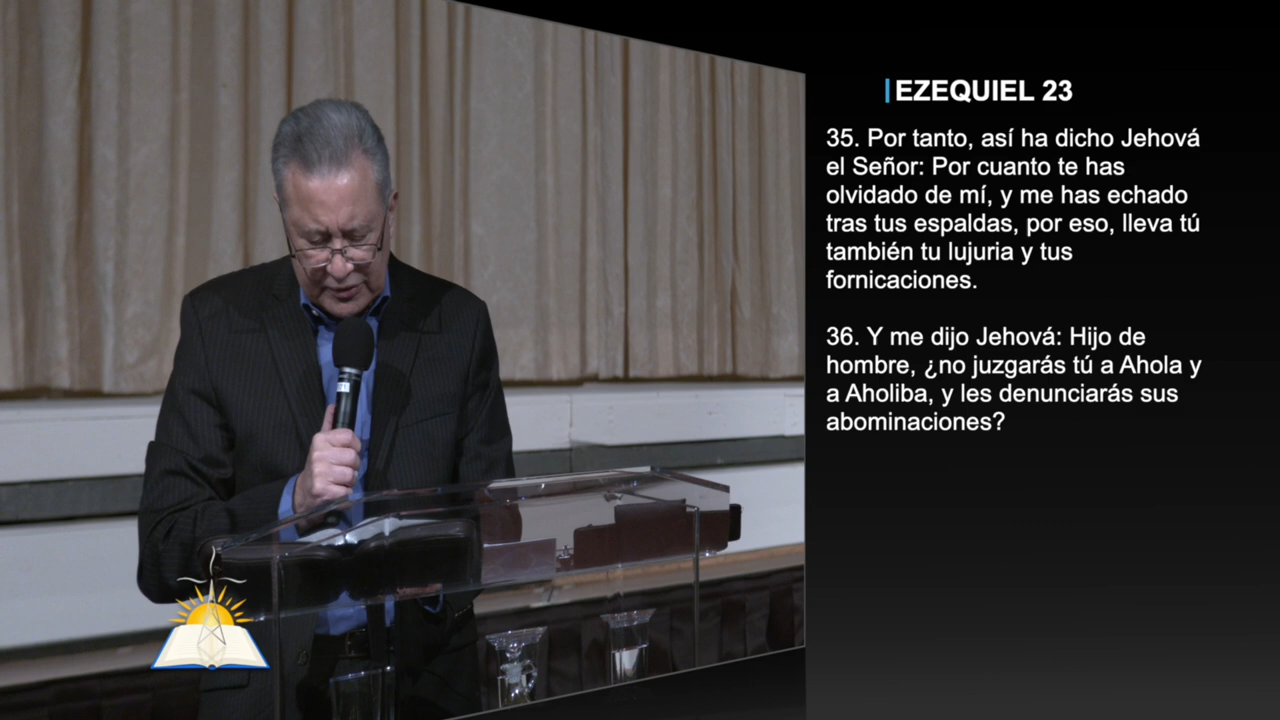 EZEQUIEL 23
35. Por tanto, así ha dicho Jehová
el Señor: Por cuanto te has
olvidado de mí, y me has echado
tras tus espaldas, por eso, lleva tú
también tu lujuria y tus
fornicaciones.
36. Y me dijo Jehová: Hijo de
hombre, ¿no juzgarás tú a Ahola y
a Aholiba, y les denunciarás sus
abominaciones?